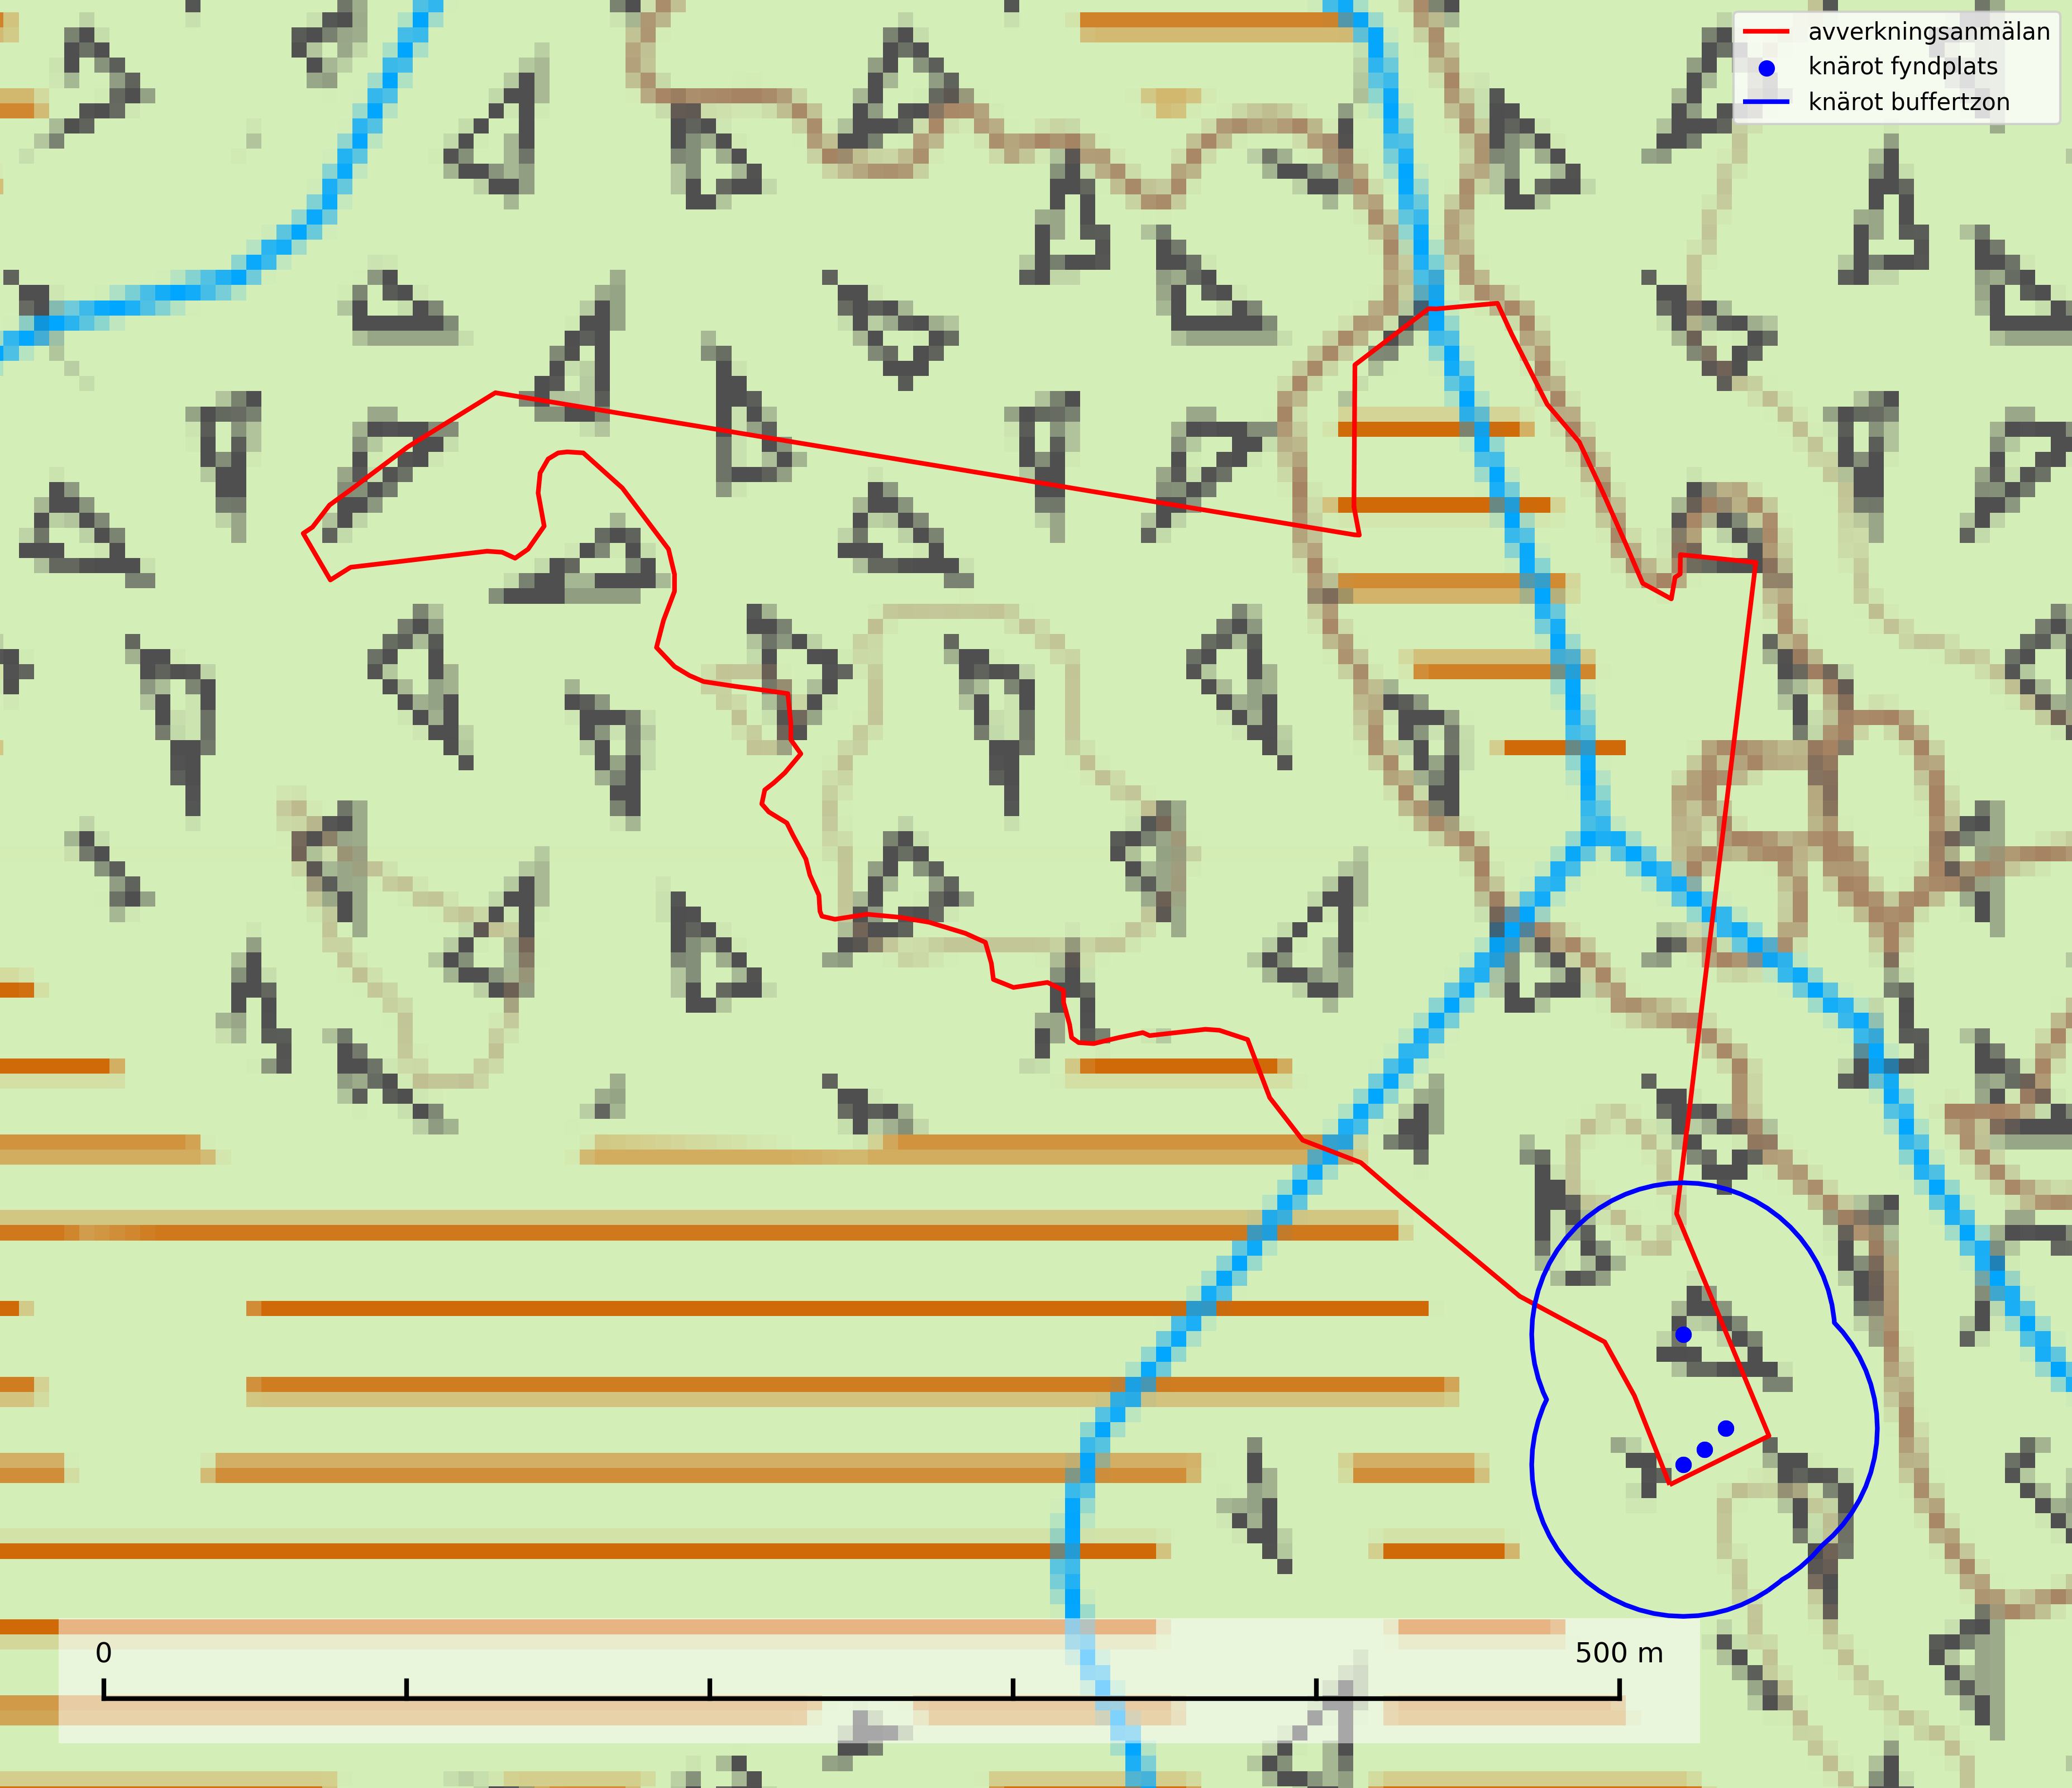 avverkningsanmälan
knärot fyndplats
knärot buffertzon
0 500 m